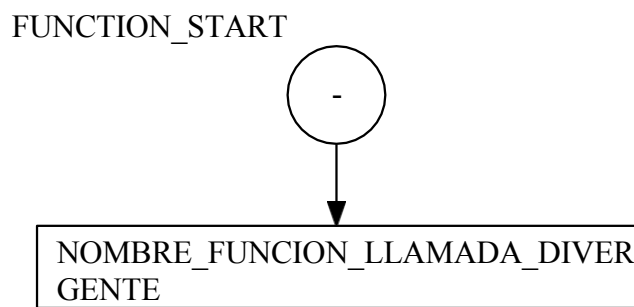 FUNCTION_START
-
NOMBRE_FUNCION_LLAMADA_DIVER
GENTE